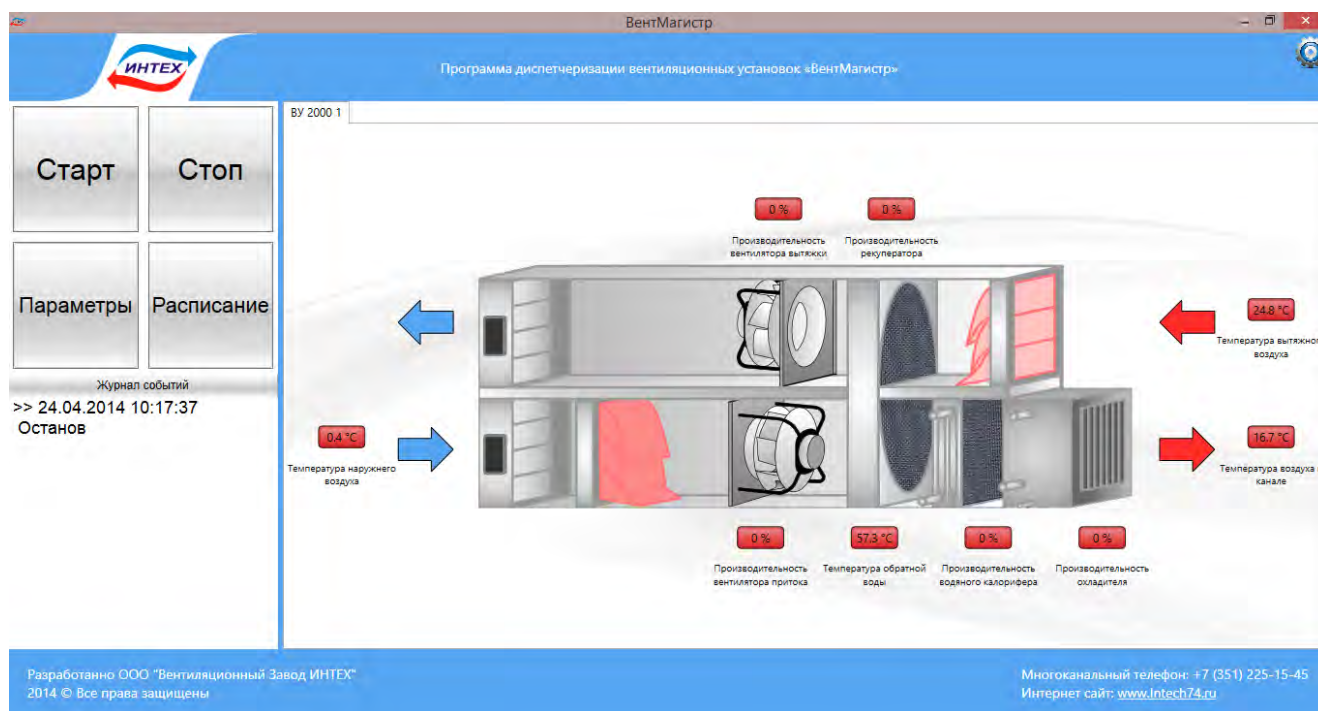 ВентМагистр
ИНТЕХ
Программа диспетчеризации вентиляционных установок «ВентМагистр»
Старт
Стоп
Параметры
Расписание
Журнал событий
>> 24.04.2014 10:17:37
Останов
ВУ 2000 1
0 %
0 %
Производительность
вентилятора вытяжки
Производительность
рекуператора
24.8 °C
Температура вытяжног
воздуха
0.4 °C
Температура наружнего
воздуха
16.7 °C
Температура воздуха
канале
0 %
57.3 °C
0 %
0 %
Производительность
вентилятора притока
Температура обратной
воды
Производительность
водяного калорифера
Производительность
охладителя
Разработанно ООО "Вентиляционный Завод ИНТЕХ"
2014 © Все права защищены
Многоканальный телефон: +7 (351) 225-15-45
Интернет сайт: www.Intech74.ru